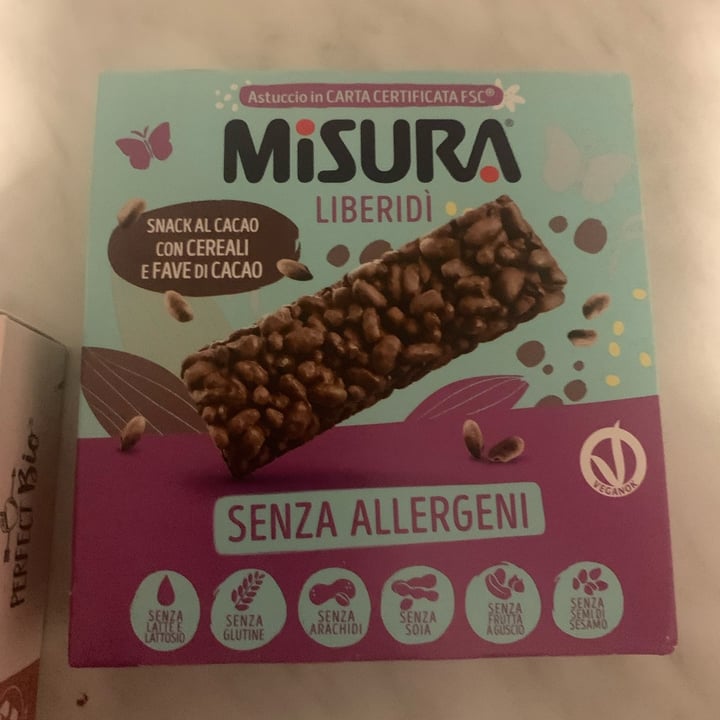 Astuccio in CARTA CERTIFICATA FSC®
MiSURA®
LIBERIDÌ
SNACK AL CACAO
CON CEREALI
E FAVE DI CACAO
VEGANOK
SENZA ALLERGENI
SENZA
LATTE E
LATTOSIO
SENZA
GLUTINE
SENZA
ARACHIDI
SENZA
SOIA
SENZA
FRUTTA
A GUSCIO
SENZA
SEMI DI
SESAMO
PERFECT BIO